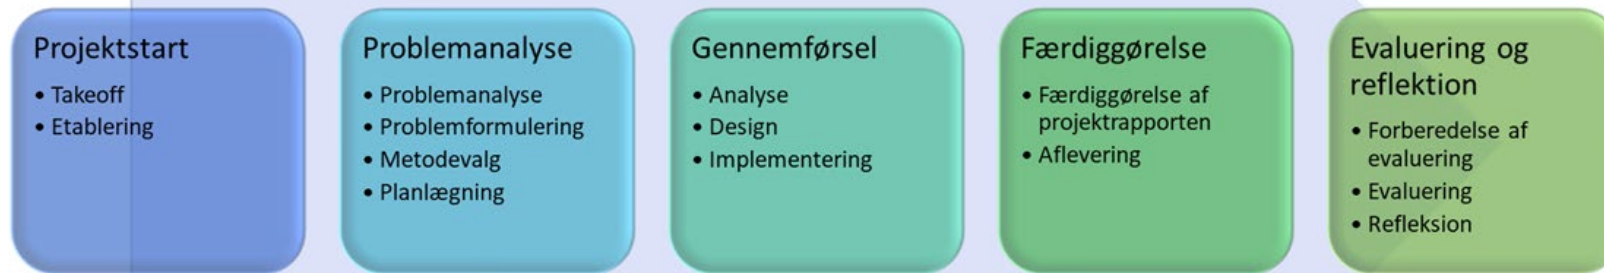 Projektstart
• Takeoff
• Etablering
Problemanalyse
• Problemanalyse
• Problemformulering
• Metodevalg
• Planlægning
Gennemførsel
• Analyse
• Design
• Implementering
Færdiggørelse
• Færdiggørelse af
projektrapporten
• Aflevering
Evaluering og
reflektion
• Forberedelse af
evaluering
• Evaluering
• Refleksion